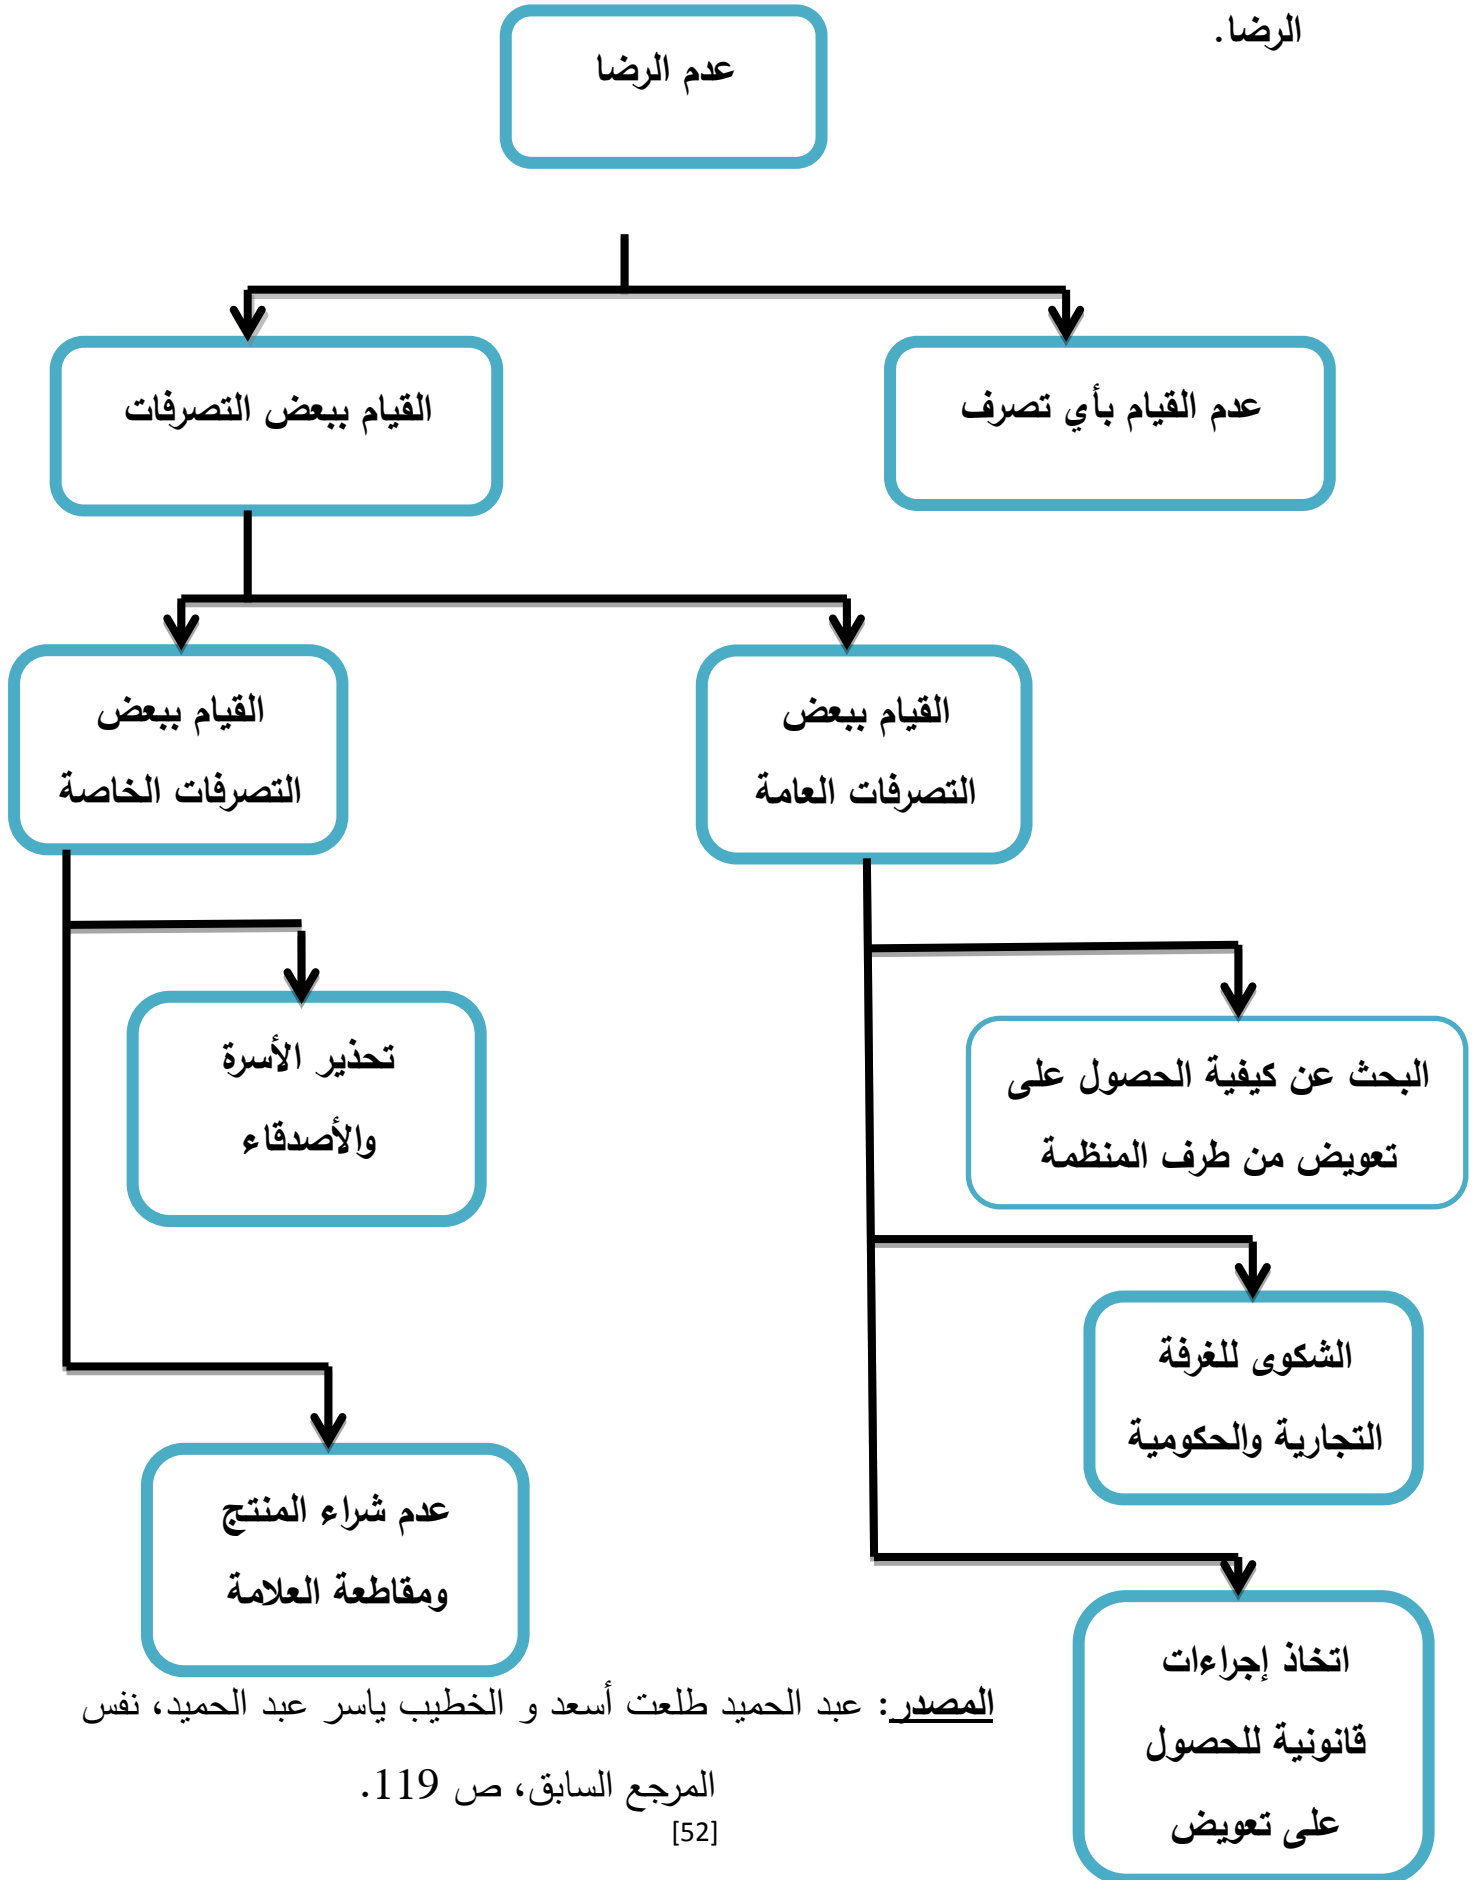 الرضا.
عدم الرضا
عدم القيام بأي تصرف
القيام ببعض التصرفات
القيام ببعض
التصرفات العامة
القيام ببعض
التصرفات الخاصة
البحث عن كيفية الحصول على
تعويض من طرف المنظمة
تحذير الأسرة
والأصدقاء
الشكوى للغرفة
التجارية والحكومية
عدم شراء المنتج
ومقاطعة العلامة
اتخاذ إجراءات
قانونية للحصول
على تعويض
المصدر: عبد الحميد طلعت أسعد و الخطيب ياسر عبد الحميد، نفس
المرجع السابق، ص 119.
[52]